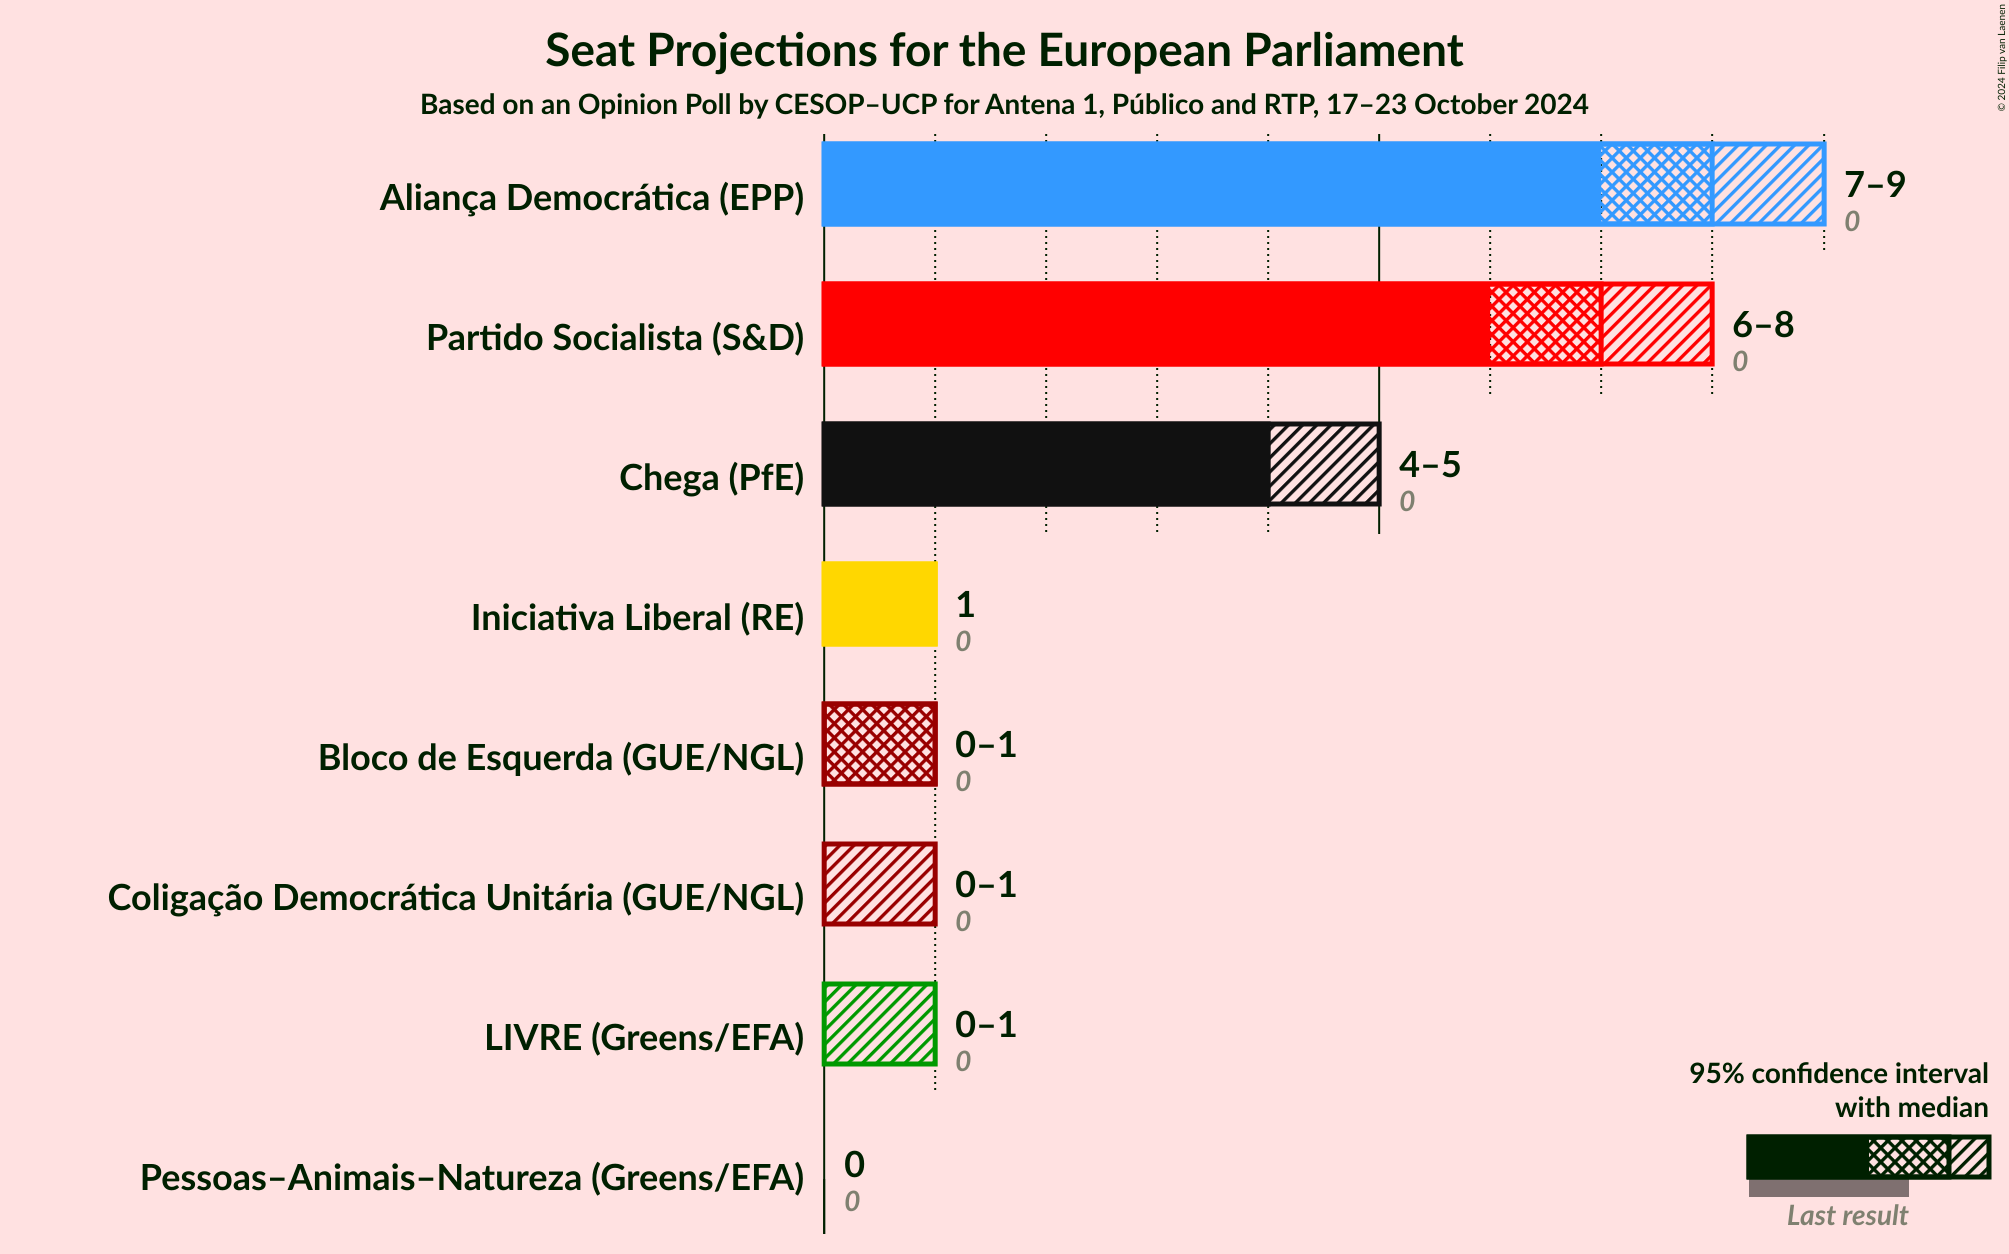 Seat Projections for the European Parliament
Based on an Opinion Poll by CESOP–UCP for Antena 1, Público and RTP, 17–23 October 2024
© 2024 Filip van Laenen
Aliança Democrática (EPP)
7–9
0
Partido Socialista (S&D)
6–8
0
Chega (PfE)
4–5
0
Iniciativa Liberal (RE)
1
0
Bloco de Esquerda (GUE/NGL)
0–1
0
Coligação Democrática Unitária (GUE/NGL)
0–1
0
LIVRE (Greens/EFA)
0–1
0
Pessoas–Animais–Natureza (Greens/EFA)
0
0
95% confidence interval
with median
Last result